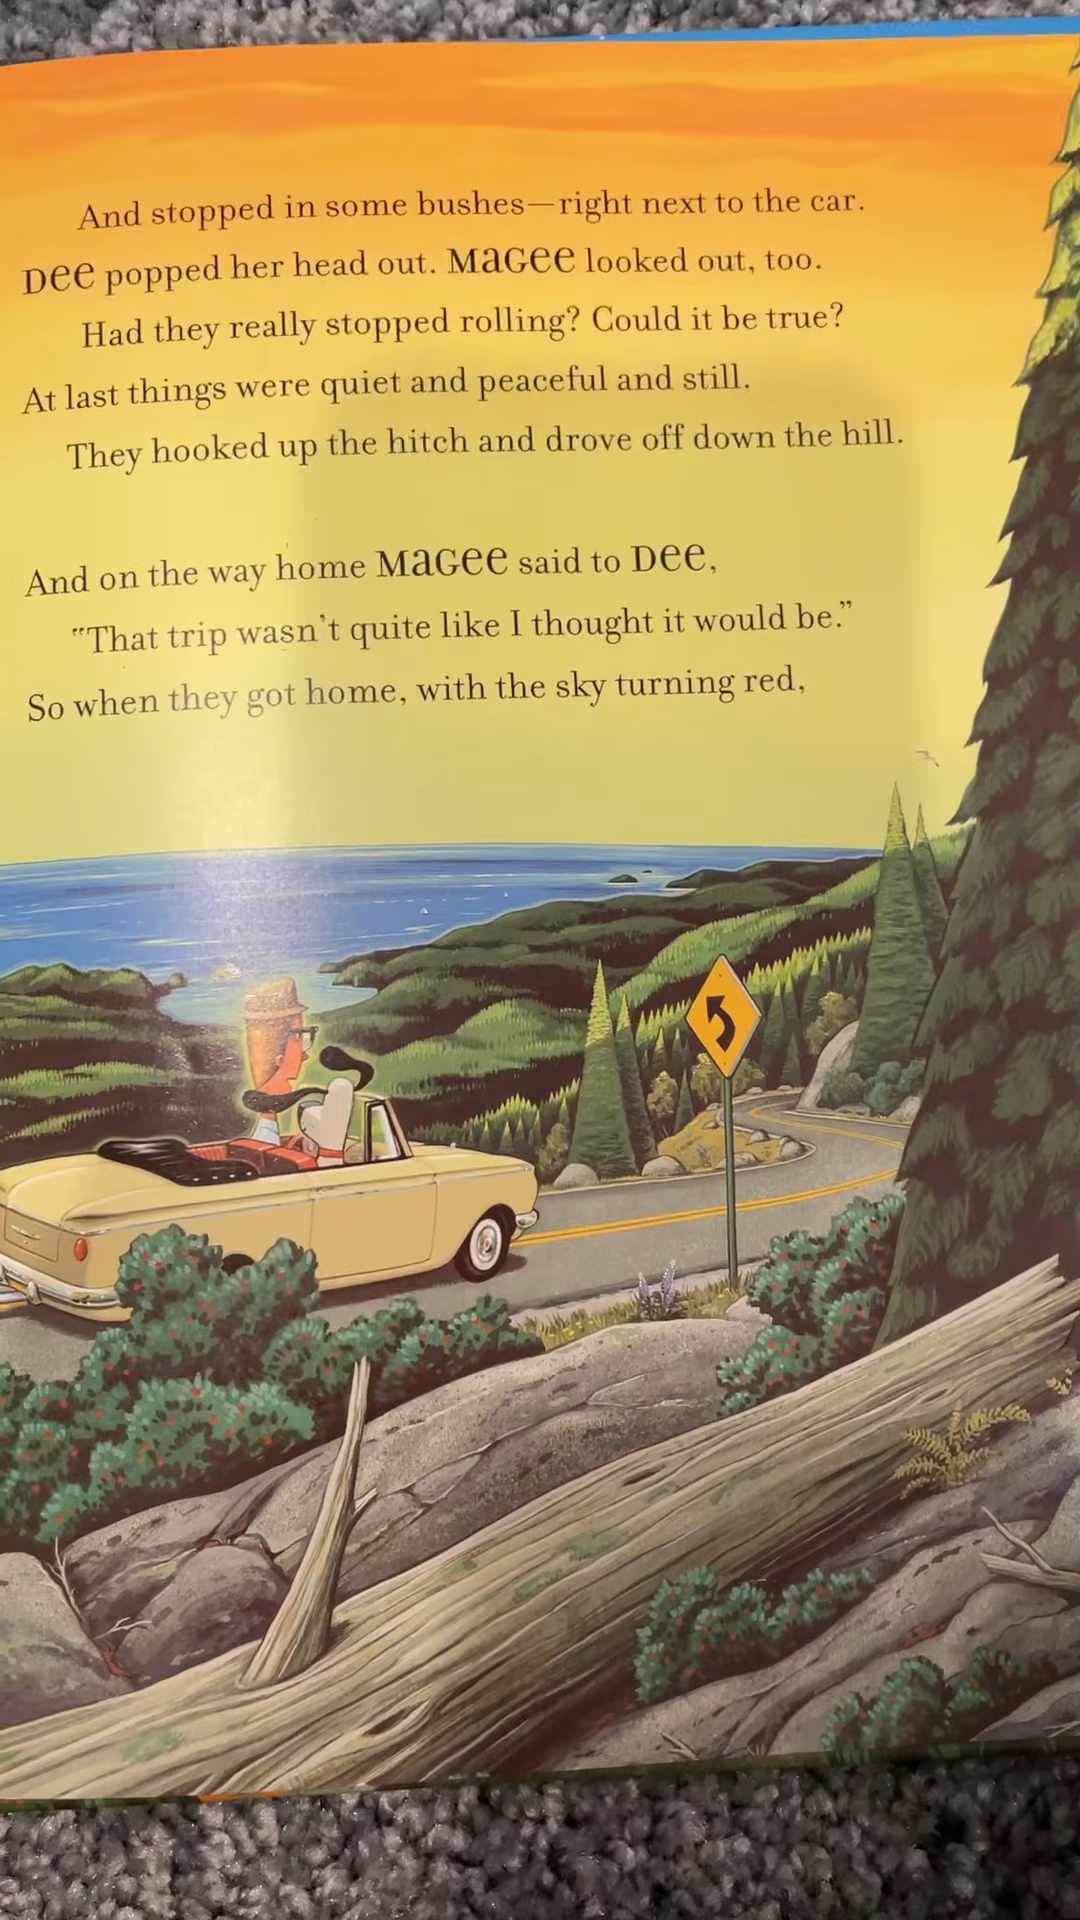 And stopped in some bushes—right next to the car.
Dee popped her head out. Magee looked out, too.
Had they really stopped rolling? Could it be true?
At last things were quiet and peaceful and still.
They hooked up the hitch and drove off down the hill.
And on the way home Magee said to Dee,
“That trip wasn’t quite like I thought it would be.”
So when they got home, with the sky turning red,